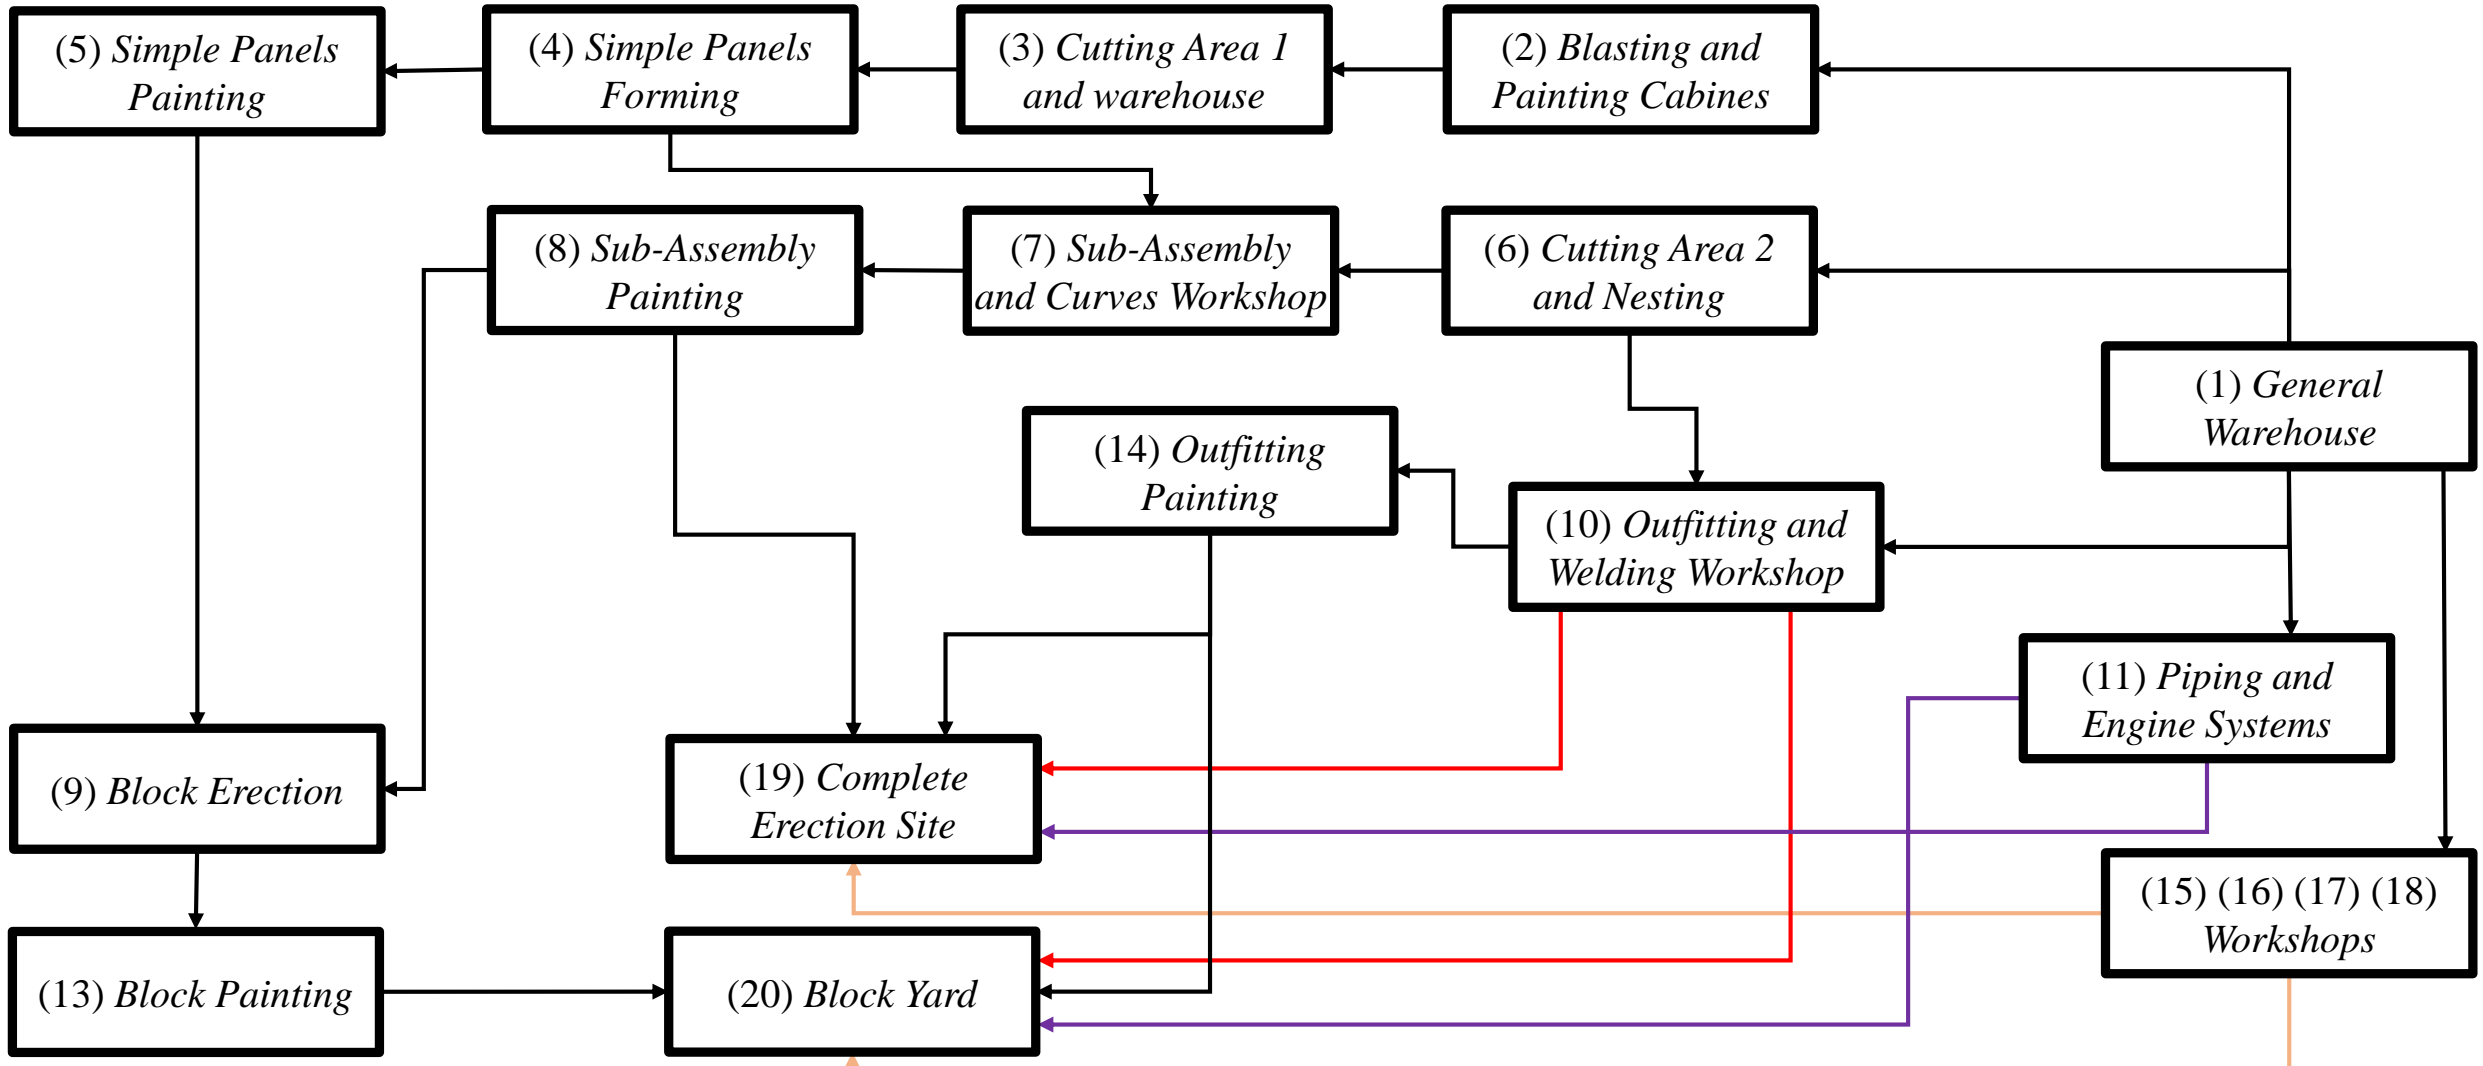 (5) Simple Panels
Painting
(4) Simple Panels
Forming
(3) Cutting Area 1
and warehouse
(2) Blasting and
Painting Cabines
(8) Sub-Assembly
Painting
(7) Sub-Assembly
and Curves Workshop
(6) Cutting Area 2
and Nesting
(1) General
Warehouse
(14) Outfitting
Painting
(10) Outfitting and
Welding Workshop
(11) Piping and
Engine Systems
(9) Block Erection
(19) Complete
Erection Site
(15) (16) (17) (18)
Workshops
(13) Block Painting
(20) Block Yard